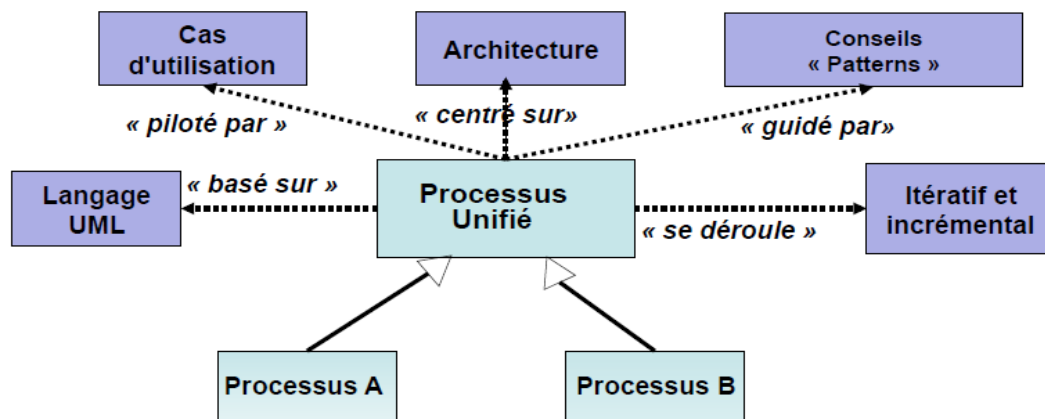 Cas
d'utilisation
Architecture
Conseils
« Patterns »
« piloté par »
« centré sur»
« guidé par»
Langage
UML
« basé sur »
Processus
Unifié
« se déroule »
Itératif et
incrémental
Processus A
Processus B